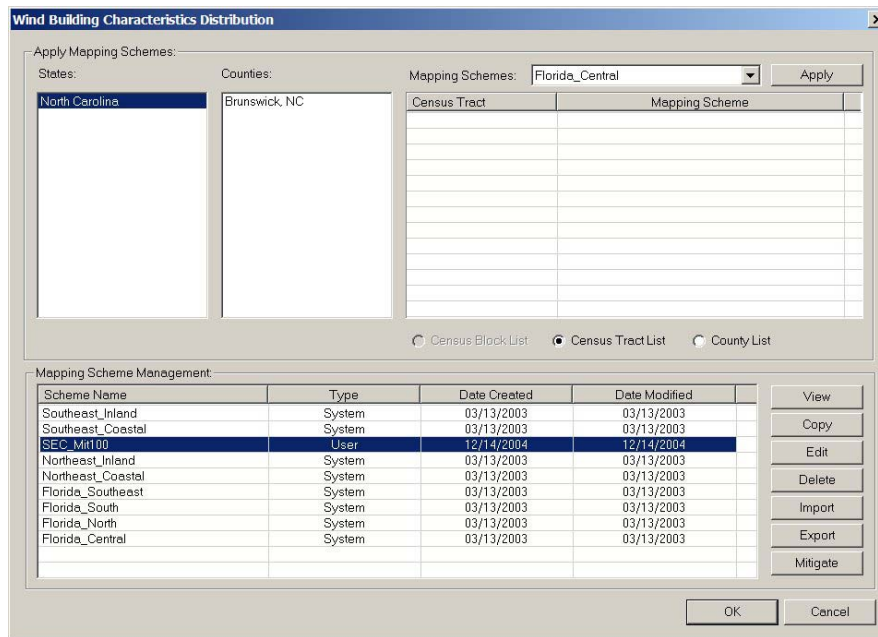 Wind Building Characteristics Distribution
Apply Mapping Schemes:
States: Counties: Mapping Schemes: Florida_Central Apply
North Carolina Brunswick, NC Census Tract Mapping Scheme
Census Block List Census Tract List County List
Mapping Scheme Management:
Scheme Name Type Date Created Date Modified View
Southeast_Inland System 03/13/2003 03/13/2003
Southeast_Coastal System 03/13/2003 03/13/2003 Copy
SEC_Mit100 User 12/14/2004 12/14/2004
Edit
Northeast_Inland System 03/13/2003 03/13/2003
Northeast_Coastal System 03/13/2003 03/13/2003 Delete
Florida_Southeast System 03/13/2003 03/13/2003
Florida_South System 03/13/2003 03/13/2003 Import
Florida_North System 03/13/2003 03/13/2003
Florida_Central System 03/13/2003 03/13/2003 Export
Mitigate
OK Cancel